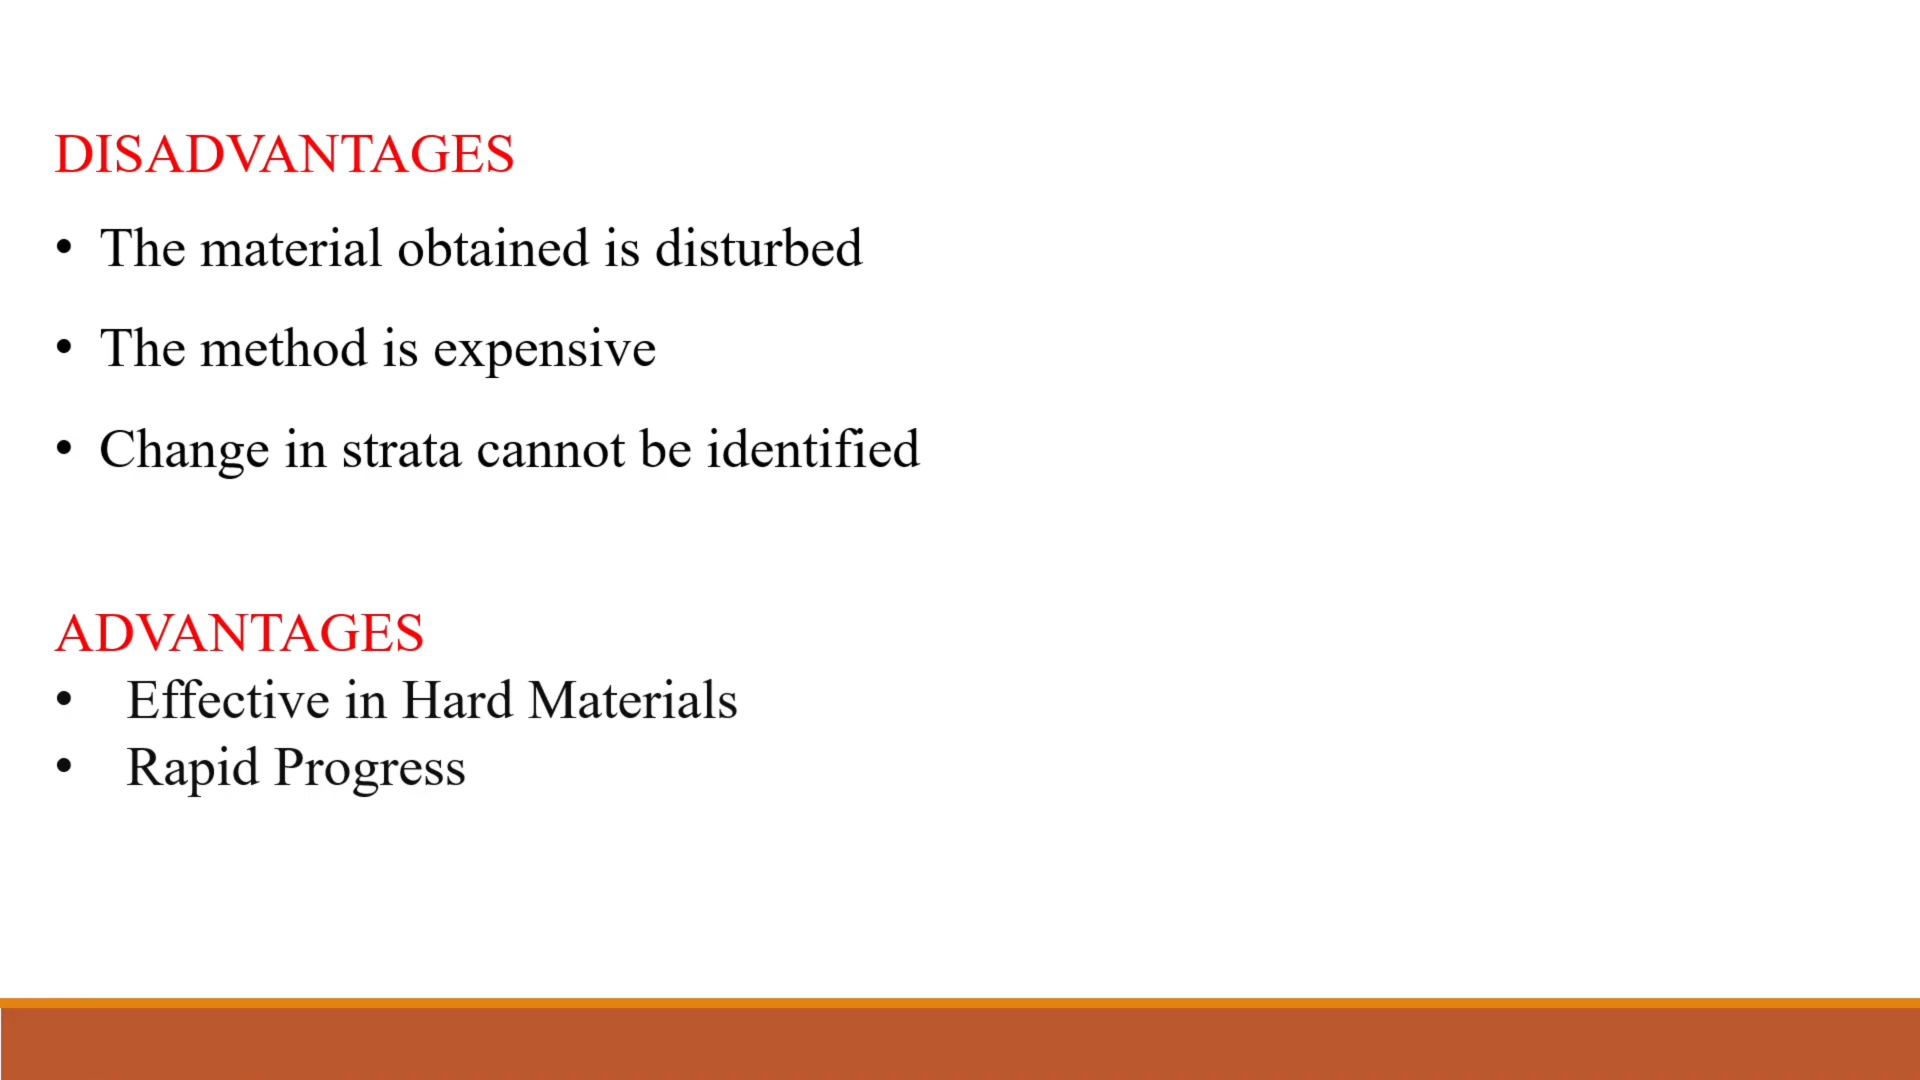 DISADVANTAGES
• The material obtained is disturbed
• The method is expensive
• Change in strata cannot be identified
ADVANTAGES
• Effective in Hard Materials
• Rapid Progress